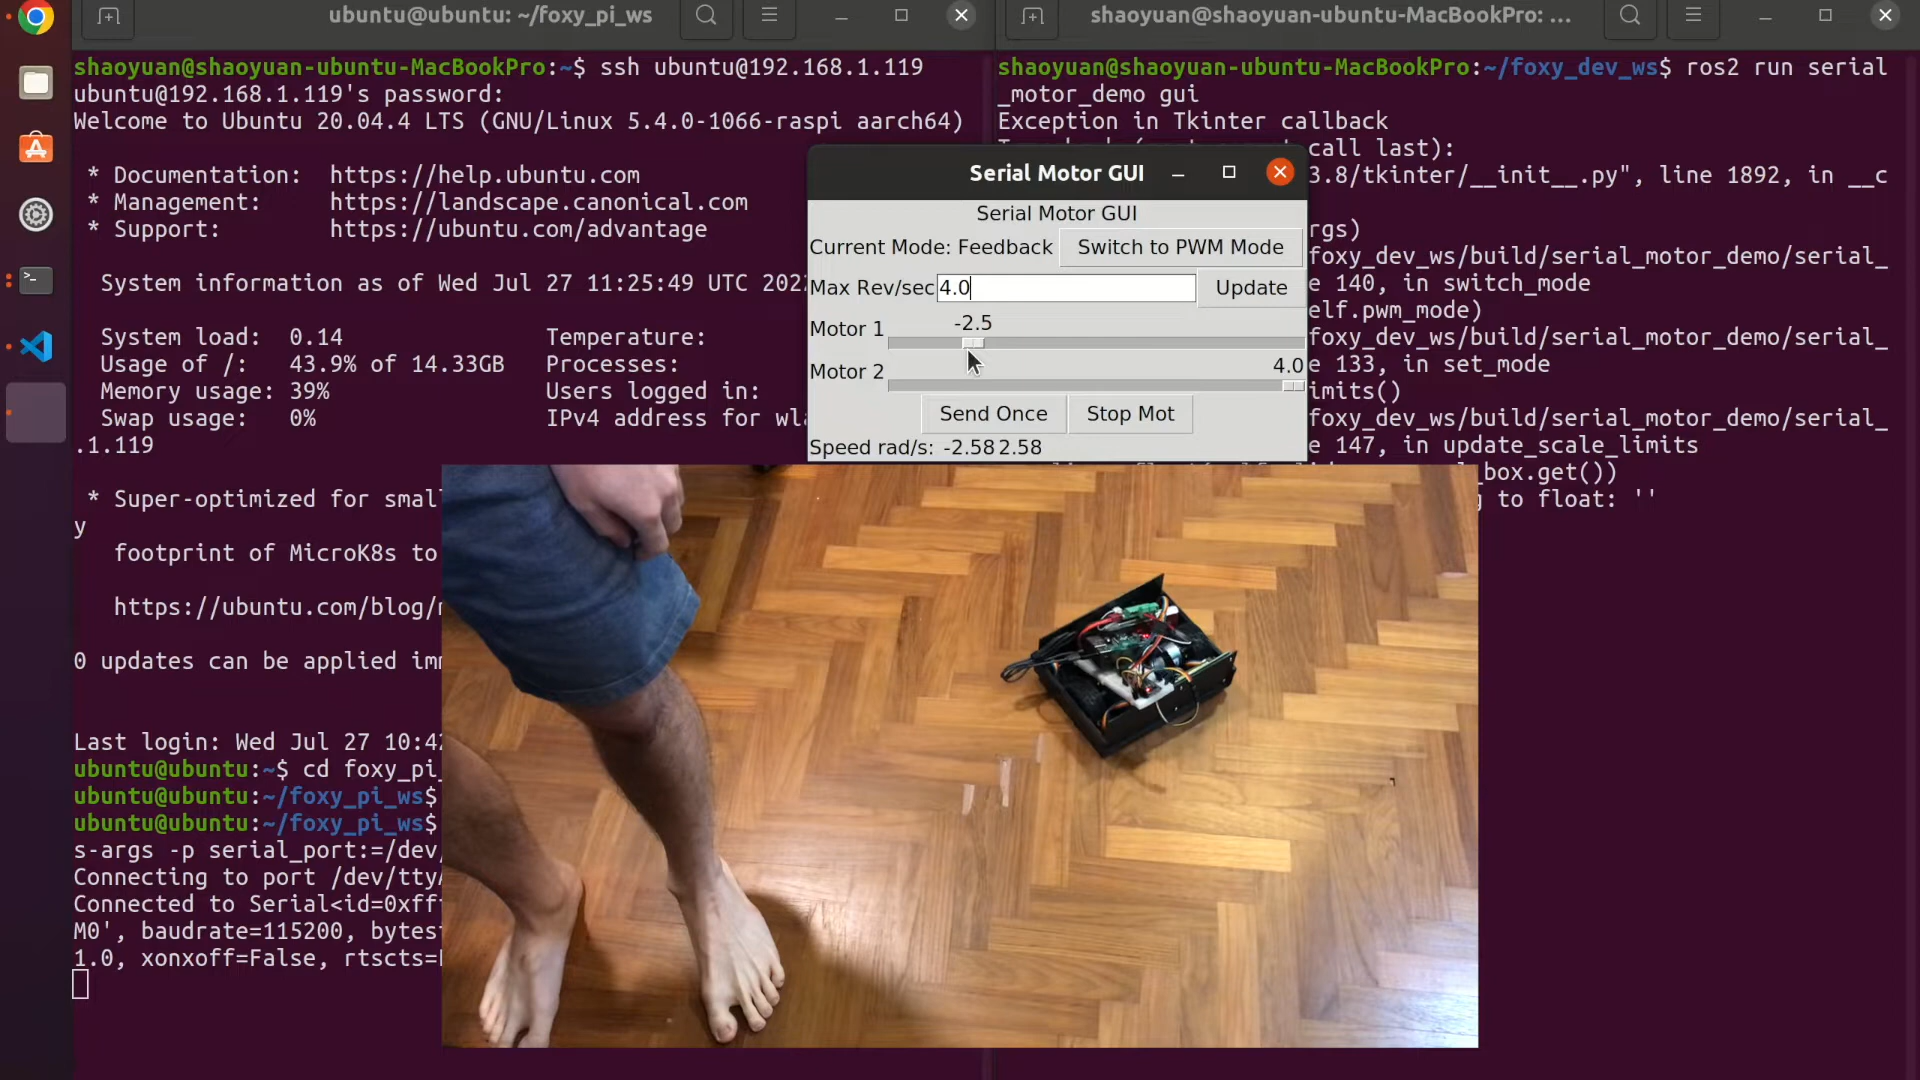 ubuntu@ubuntu: ~/foxy_pi_ws
shaoyuan@shaoyuan-ubuntu-MacBookPro:~$ ssh ubuntu@192.168.1.119
ubuntu@192.168.1.119's password:
Welcome to Ubuntu 20.04.4 LTS (GNU/Linux 5.4.0-1066-raspi aarch64)
* Documentation: https://help.ubuntu.com
* Management: https://landscape.canonical.com
* Support: https://ubuntu.com/advantage
System information as of Wed Jul 27 11:25:49 UTC 202
System load: 0.14 Temperature:
Usage of /: 43.9% of 14.33GB Processes:
Memory usage: 39% Users logged in:
Swap usage: 0% IPv4 address for
.1.119
* Super-optimized for
y
footprint of MicroK8s to
https://ubuntu.com/blog/
0 updates can be applied
Last login: Wed Jul 27
ubuntu@ubuntu:~$ cd foxy_pi_
ubuntu@ubuntu:~/foxy_pi_ws$
ubuntu@ubuntu:~/foxy_pi_ws$
s-args -p serial_port:=/dev/
Connecting to port
Connected to Serial<id=0xff
M0', baudrate=115200,
1.0, xonxoff=False,
shaoyuan@shaoyuan-ubuntu-MacBookPro: ...
shaoyuan@shaoyuan-ubuntu-MacBookPro:~/foxy_dev_ws$ ros2 run serial
_motor_demo gui
Exception in Tkinter callback
call last):
3.8/tkinter/__init__.py", line 1892, in __c
rgs)
foxy_dev_ws/build/serial_motor_demo/serial_
e 140, in switch_mode
elf.pwm_mode)
foxy_dev_ws/build/serial_motor_demo/serial_
e 133, in set_mode
imits()
foxy_dev_ws/build/serial_motor_demo/serial_
e 147, in update_scale_limits
_box.get())
to float: ''
Serial Motor GUI
Serial Motor GUI
Current Mode: Feedback Switch to PWM Mode
Max Rev/sec 4.0 Update
-2.5
Motor 1
4.0
Motor 2
Send Once Stop Mot
Speed rad/s: -2.58 2.58